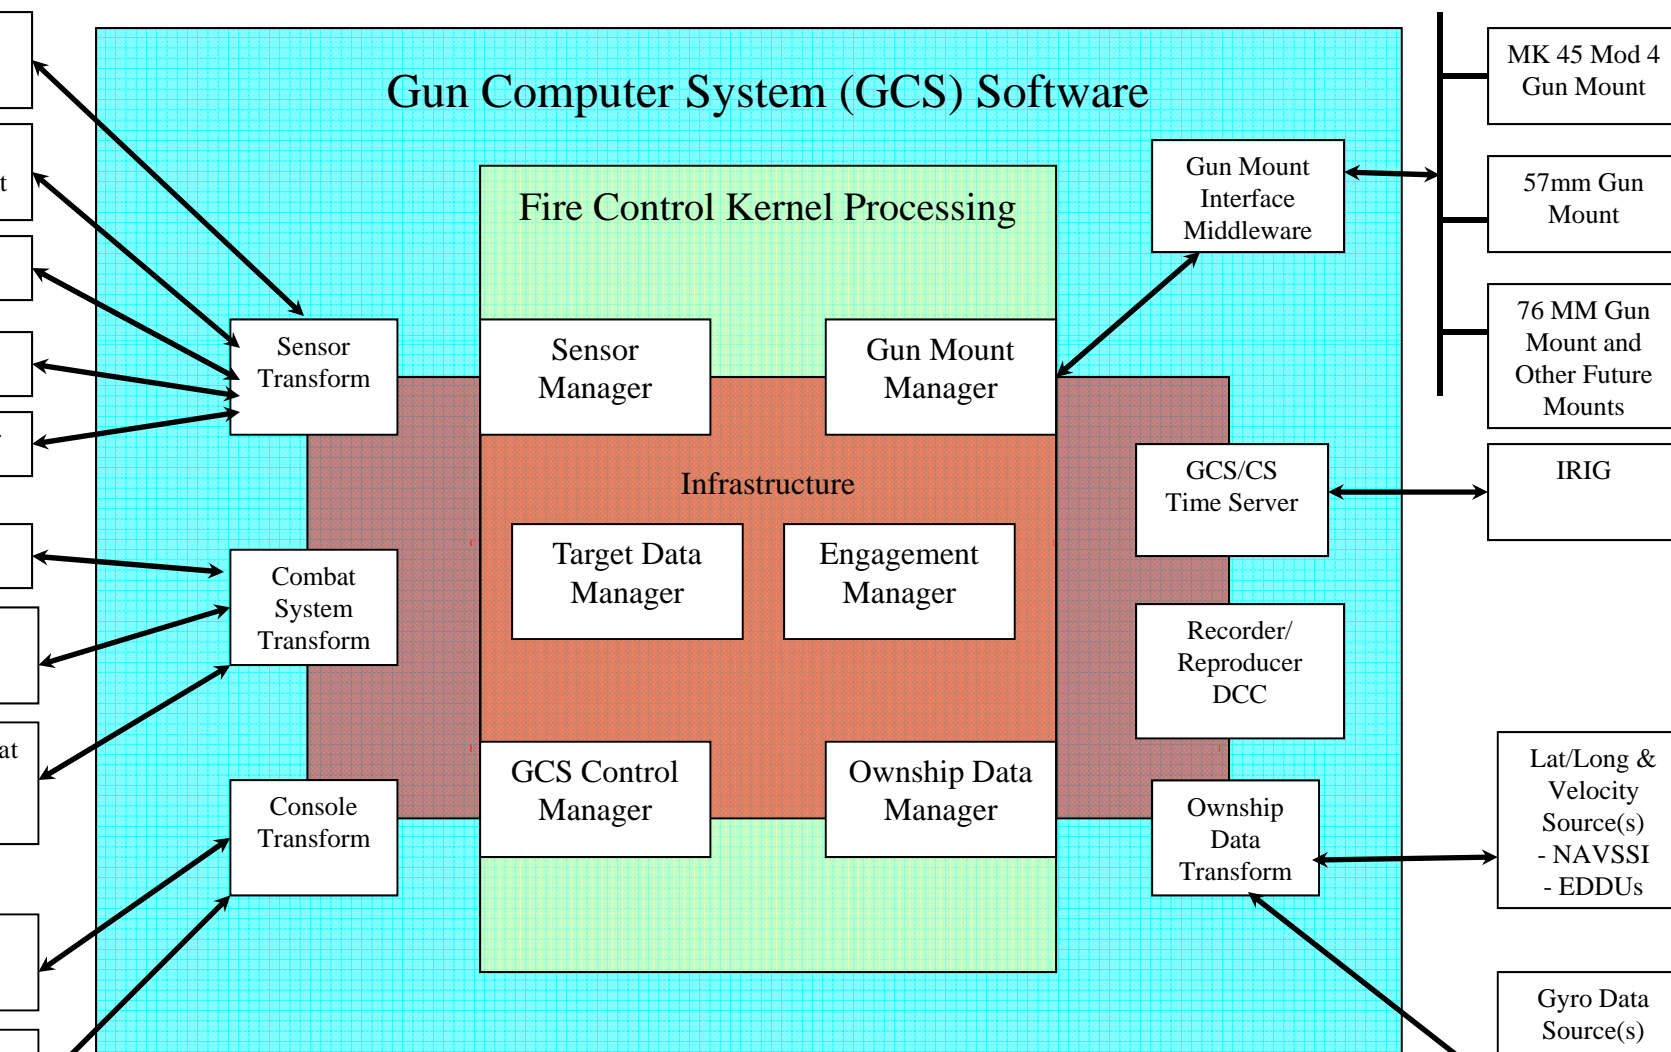 Gun Computer System (GCS) Software
Fire Control Kernel Processing
Sensor
Transform
Sensor
Manager
Gun Mount
Manager
Gun Mount
Interface
Middleware
MK 45 Mod 4
Gun Mount
57mm Gun
Mount
76 MM Gun
Mount and
Other Future
Mounts
Infrastructure
GCS/CS
Time Server
IRIG
Target Data
Manager
Engagement
Manager
Combat
System
Transform
Recorder/
Reproducer
DCC
GCS Control
Manager
Ownship Data
Manager
Console
Transform
Ownship
Data
Transform
Lat/Long &
Velocity
Source(s)
- NAVSSI
- EDDUs
Gyro Data
Source(s)